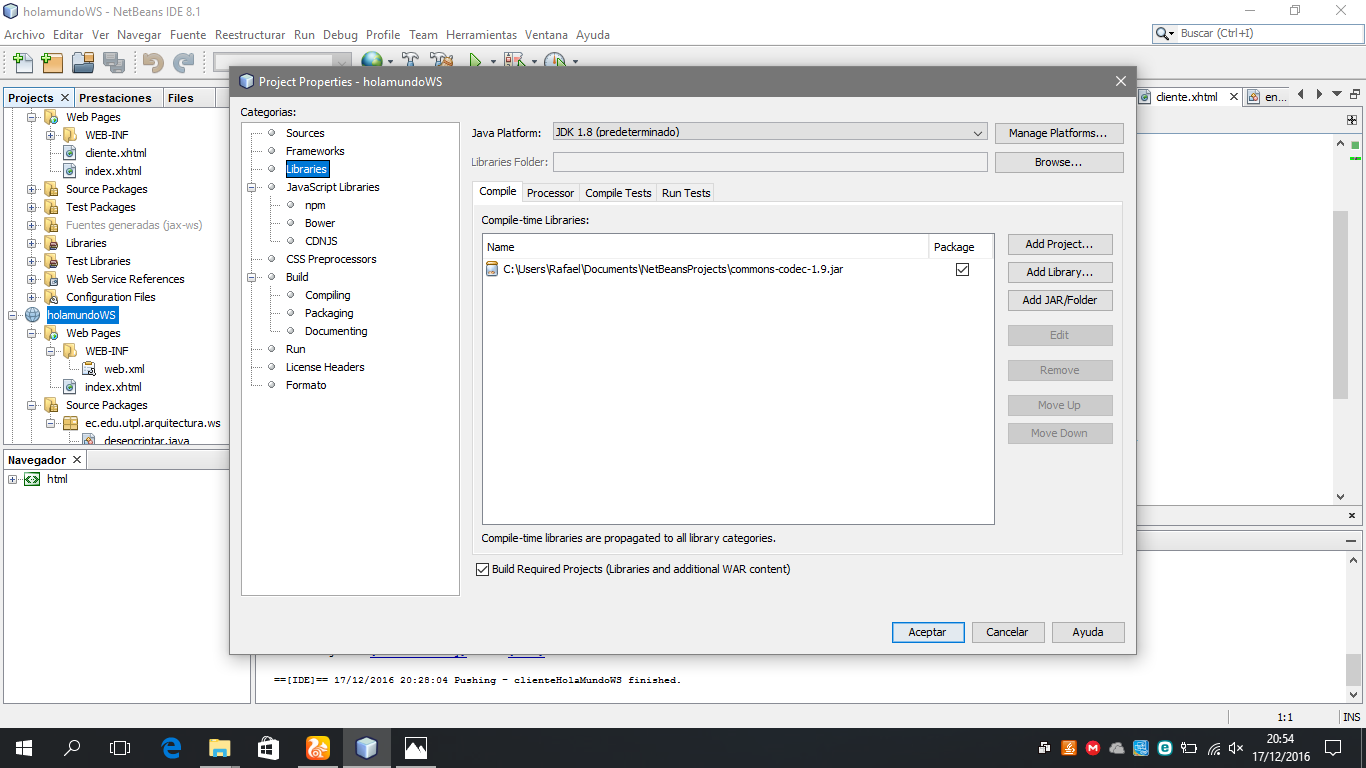 holamundoWS - NetBeans IDE 8.1
Archivo Editar Ver Navegar Fuente Reestructurar Run Debug Profile Team Herramientas Ventana Ayuda
Buscar (Ctrl+I)
Projects Prestaciones Files
Web Pages
WEB-INF
cliente.xhtml
index.xhtml
Source Packages
Test Packages
Fuentes generadas (jax-ws)
Libraries
Test Libraries
Web Service References
Configuration Files
holamundoWS
Web Pages
WEB-INF
web.xml
index.xhtml
Source Packages
ec.edu.utpl.arquitectura.ws
desencriptar.java
Navegador
html
Project Properties - holamundoWS
Categorias:
Sources
Frameworks
Libraries
JavaScript Libraries
npm
Bower
CDNJS
CSS Preprocessors
Build
Compiling
Packaging
Documenting
Run
License Headers
Formato
Java Platform: JDK 1.8 (predeterminado) Manage Platforms...
Libraries Folder: Browse...
Compile Processor Compile Tests Run Tests
Compile-time Libraries:
Name Package
C:\Users\Rafael\Documents\NetBeansProjects\commons-codec-1.9.jar
Add Project...
Add Library...
Add JAR/Folder
Edit
Remove
Move Up
Move Down
Compile-time libraries are propagated to all library categories.
Build Required Projects (Libraries and additional WAR content)
Aceptar Cancelar Ayuda
cliente.xhtml en...
==[IDE]== 17/12/2016 20:28:04 Pushing - clienteHolaMundoWS finished.
1:1 INS
20:54
17/12/2016